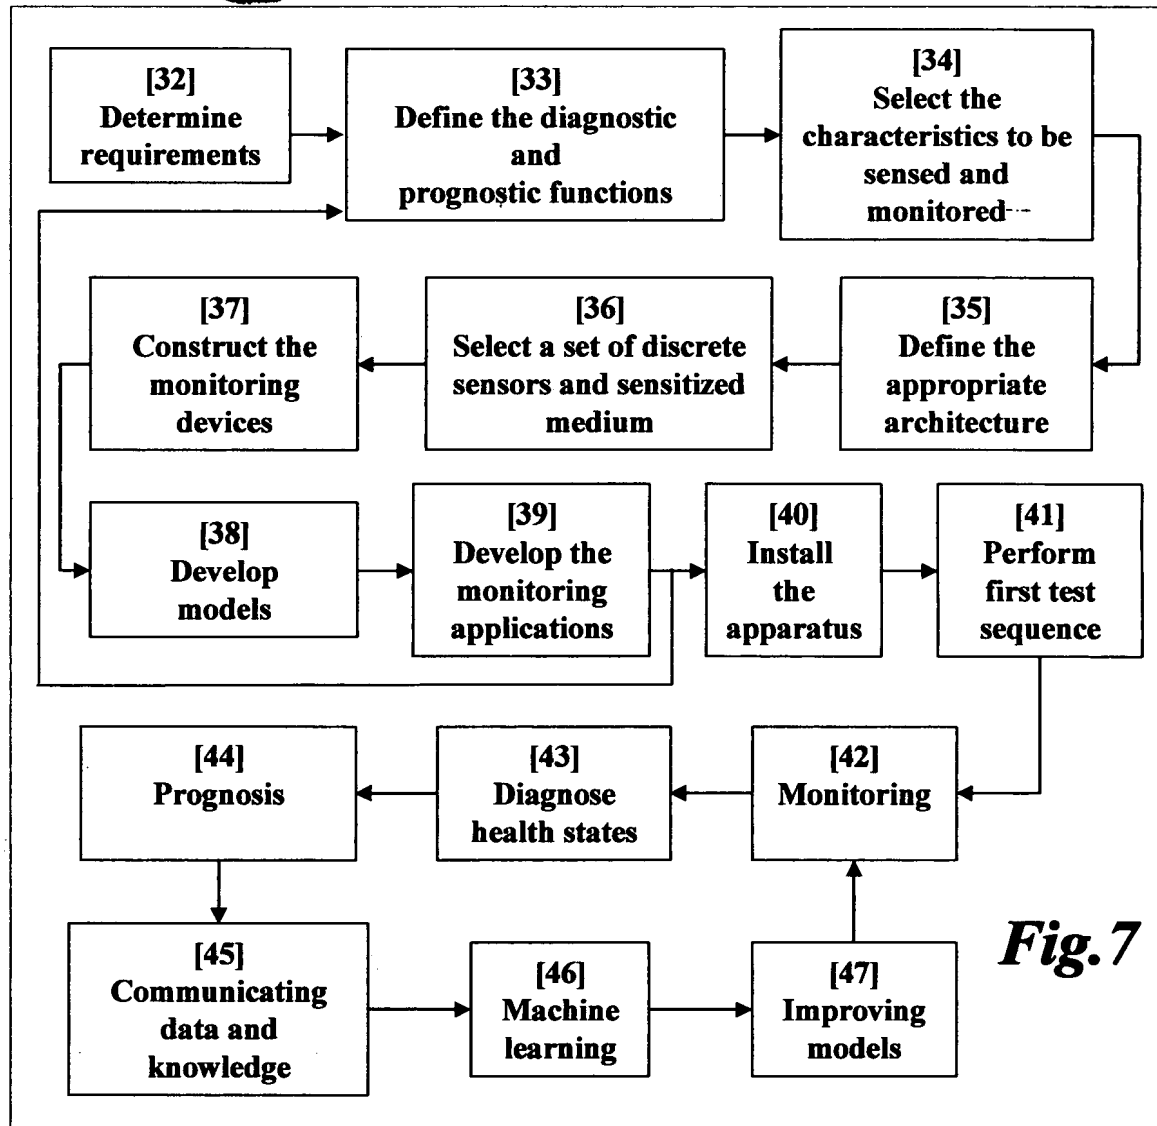 [32]
Determine
requirements
[33]
Define the diagnostic
and
prognostic functions
[34]
Select the
characteristics to be
sensed and
monitored
[37]
Construct the
monitoring
devices
[36]
Select a set of discrete
sensors and sensitized
medium
[35]
Define the
appropriate
architecture
[38]
Develop
models
[39]
Develop the
monitoring
applications
[40]
Install
the
apparatus
[41]
Perform
first test
sequence
[44]
Prognosis
[43]
Diagnose
health states
[42]
Monitoring
[45]
Communicating
data and
knowledge
[46]
Machine
learning
[47]
Improving
models
Fig.7